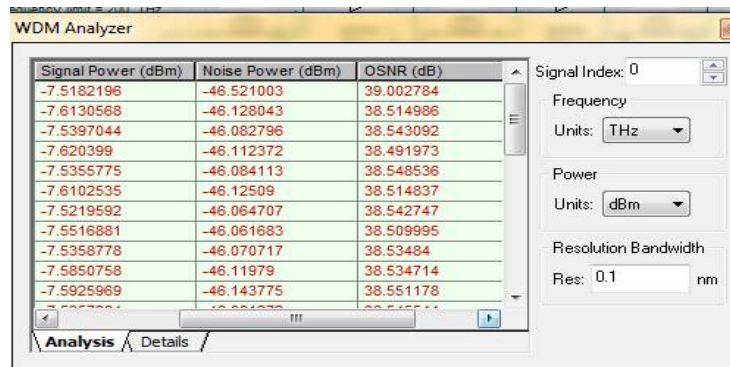 quency limit = 200 THz
WDM Analyzer
Signal Power (dBm) Noise Power (dBm) OSNR (dB)
-7.5182196 -46.521003 39.002784
-7.6130568 -46.128043 38.514986
-7.5397044 -46.082796 38.543092
-7.620399 -46.112372 38.491973
-7.5355775 -46.084113 38.548536
-7.6102535 -46.12509 38.514837
-7.5219592 -46.064707 38.542747
-7.5516881 -46.061683 38.509995
-7.5358778 -46.070717 38.53484
-7.5850758 -46.11979 38.534714
-7.5925969 -46.143775 38.551178
Analysis Details
Signal Index: 0
Frequency
Units: THz
Power
Units: dBm
Resolution Bandwidth
Res: 0.1 nm